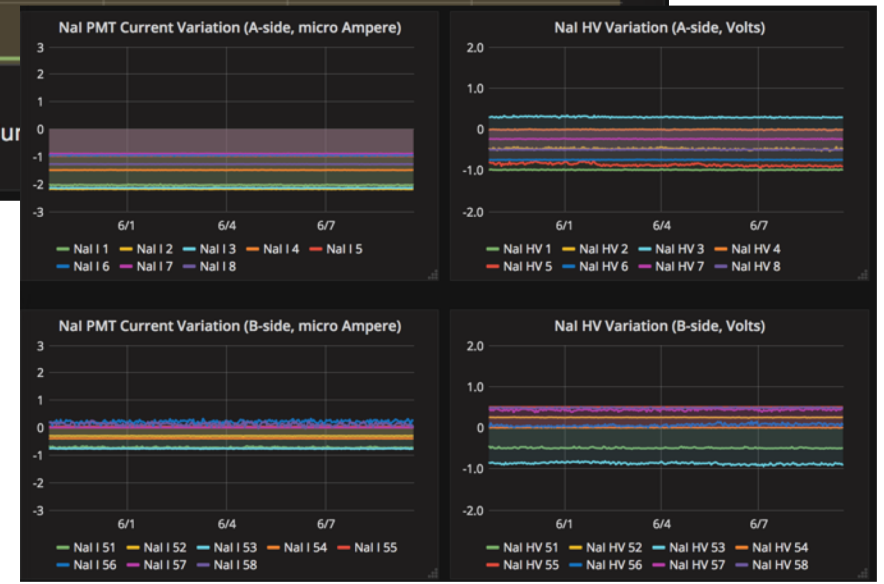 ur
NaI PMT Current Variation (A-side, micro Ampere)
3
2
1
0
-1
-2
-3
6/1 6/4 6/7
NaI I 1 NaI I 2 NaI I 3 NaI I 4 NaI I 5
NaI I 6 NaI I 7 NaI I 8
NaI HV Variation (A-side, Volts)
2.0
1.0
0
-1.0
-2.0
6/1 6/4 6/7
NaI HV 1 NaI HV 2 NaI HV 3 NaI HV 4
NaI HV 5 NaI HV 6 NaI HV 7 NaI HV 8
NaI PMT Current Variation (B-side, micro Ampere)
3
2
1
0
-1
-2
-3
6/1 6/4 6/7
NaI I 51 NaI I 52 NaI I 53 NaI I 54 NaI I 55
NaI I 56 NaI I 57 NaI I 58
NaI HV Variation (B-side, Volts)
2.0
1.0
0
-1.0
-2.0
6/1 6/4 6/7
NaI HV 51 NaI HV 52 NaI HV 53 NaI HV 54
NaI HV 55 NaI HV 56 NaI HV 57 NaI HV 58